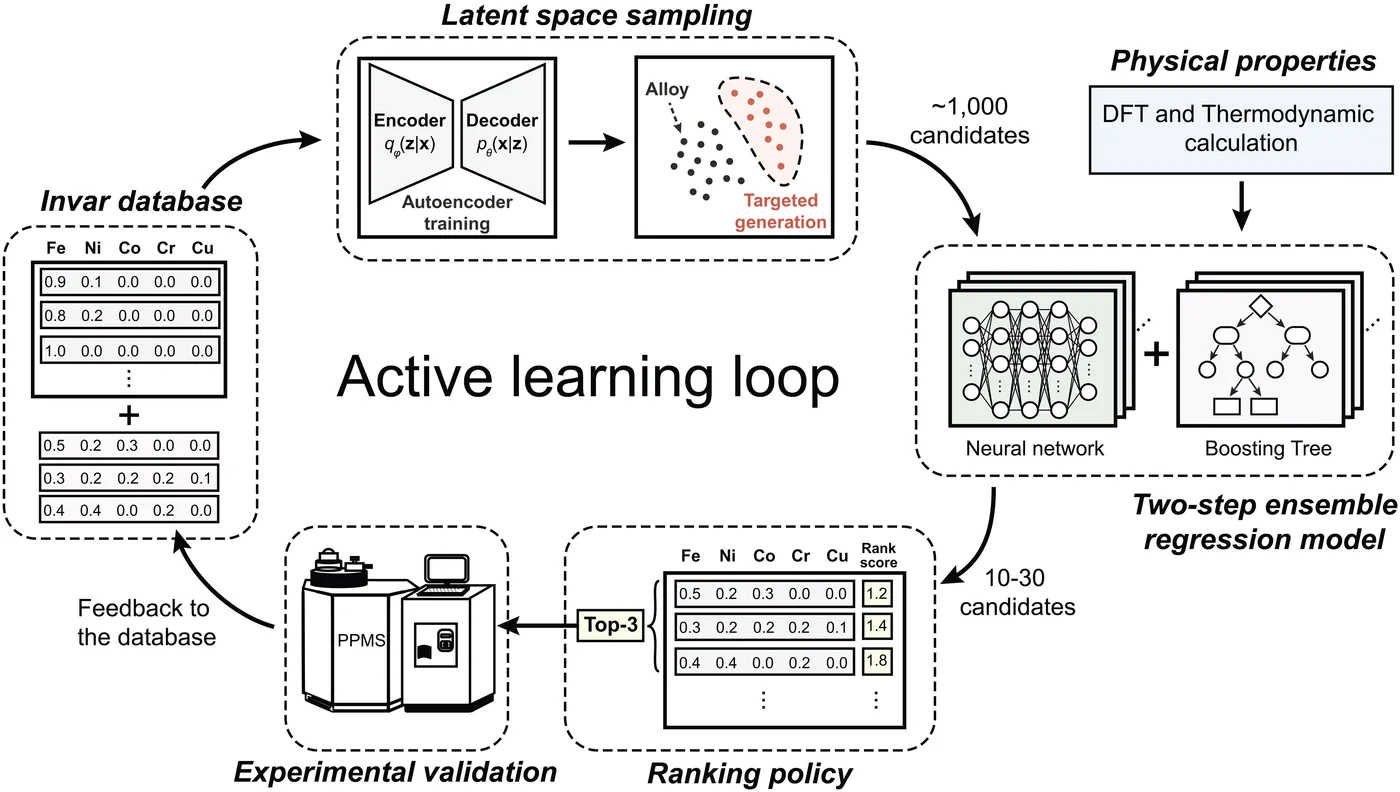 Latent space sampling
Encoder
qφ(z|x)
Decoder
pθ(x|z)
Autoencoder
training
Alloy
Targeted
generation
~1,000
candidates
Physical properties
DFT and Thermodynamic
calculation
Invar database
Fe Ni Co Cr Cu
0.9 0.1 0.0 0.0 0.0
0.8 0.2 0.0 0.0 0.0
1.0 0.0 0.0 0.0 0.0
⋮
+
0.5 0.2 0.3 0.0 0.0
0.3 0.2 0.2 0.2 0.1
0.4 0.4 0.0 0.2 0.0
Active learning loop
+
Neural network
Boosting Tree
Two-step ensemble
regression model
10-30
candidates
Fe Ni Co Cr Cu Rank
score
0.5 0.2 0.3 0.0 0.0 1.2
0.3 0.2 0.2 0.2 0.1 1.4
0.4 0.4 0.0 0.2 0.0 1.8
⋮ ⋮
Top-3
Ranking policy
PPMS
Experimental validation
Feedback to
the database